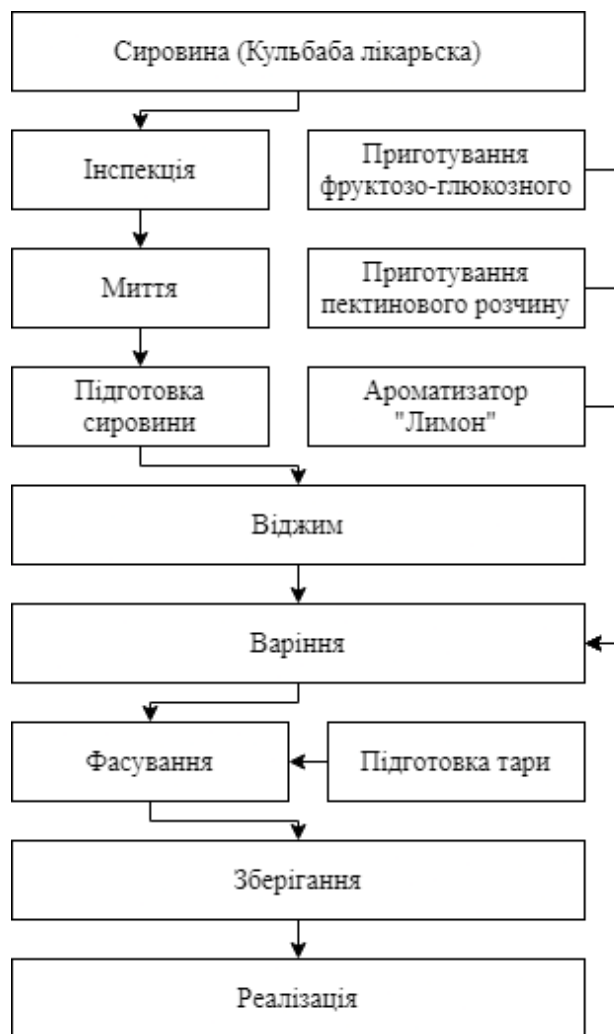 Сировина (Кульбаба лікарьска)
Інспекція
Приготування
фруктозо-глюкозного
Миття
Приготування
пектинового розчину
Підготовка
сировини
Ароматизатор
"Лимон"
Віджим
Варіння
Фасування
Підготовка тари
Зберігання
Реалізація